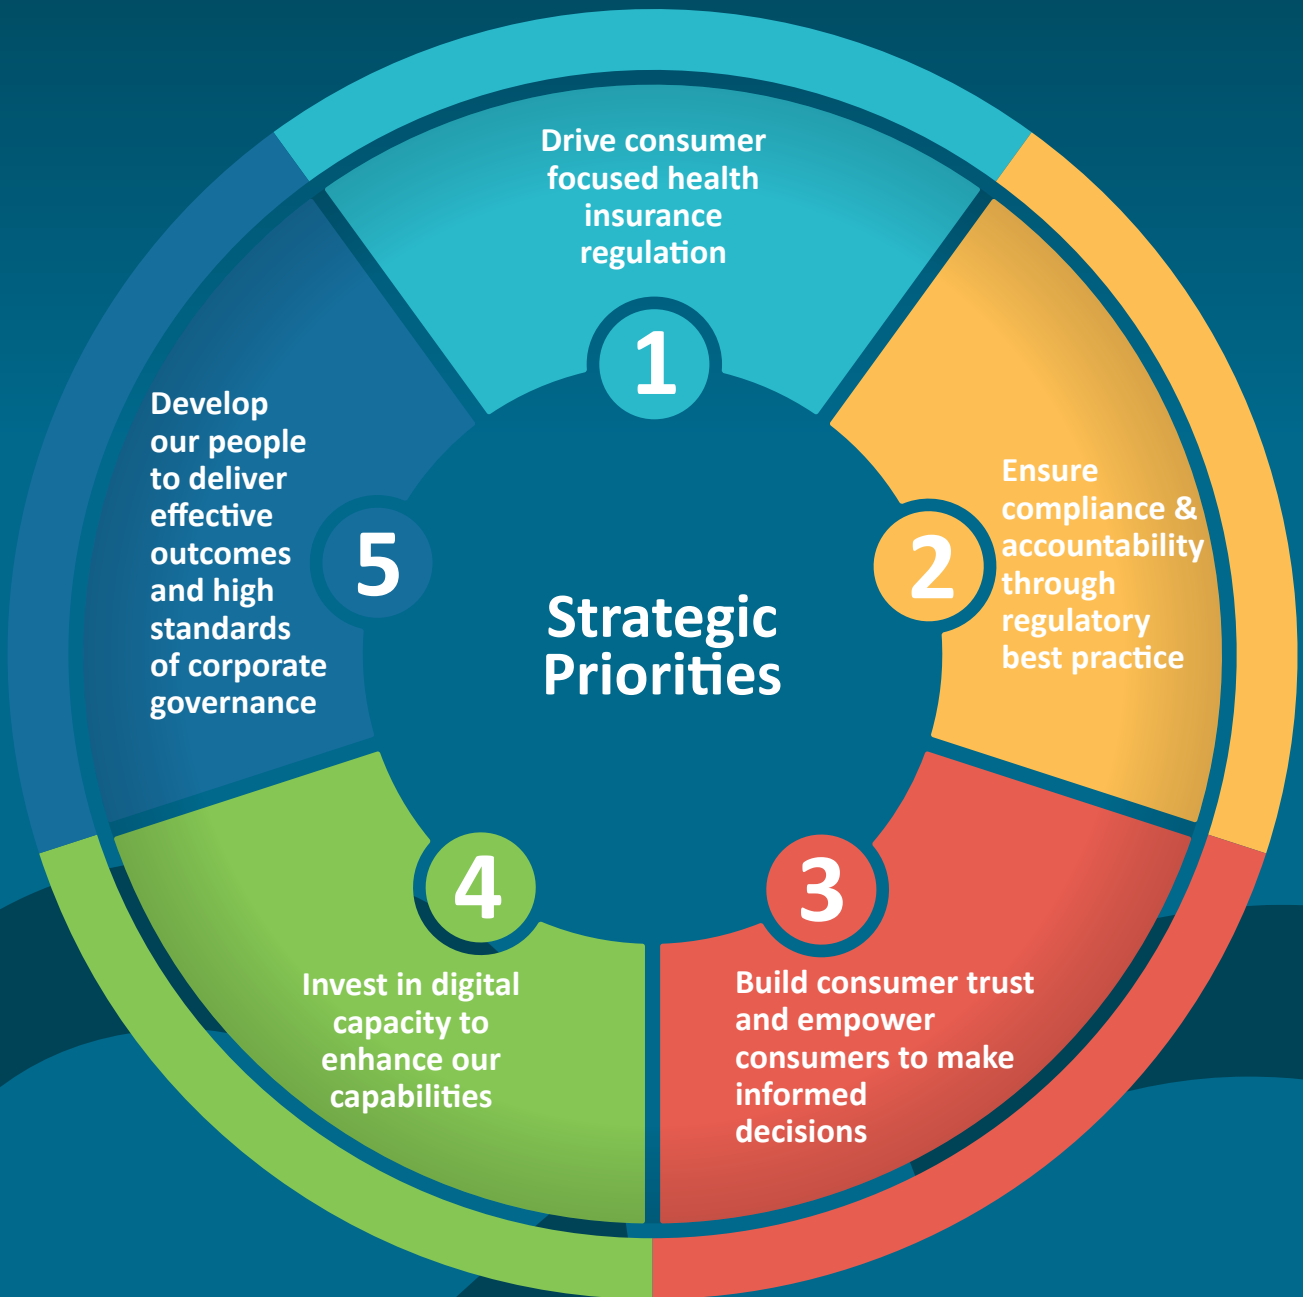 Strategic
Priorities
1
Drive consumer
focused health
insurance
regulation
2
Ensure
compliance &
accountability
through
regulatory
best practice
3
Build consumer trust
and empower
consumers to make
informed
decisions
4
Invest in digital
capacity to
enhance our
capabilities
5
Develop
our people
to deliver
effective
outcomes
and high
standards
of corporate
governance